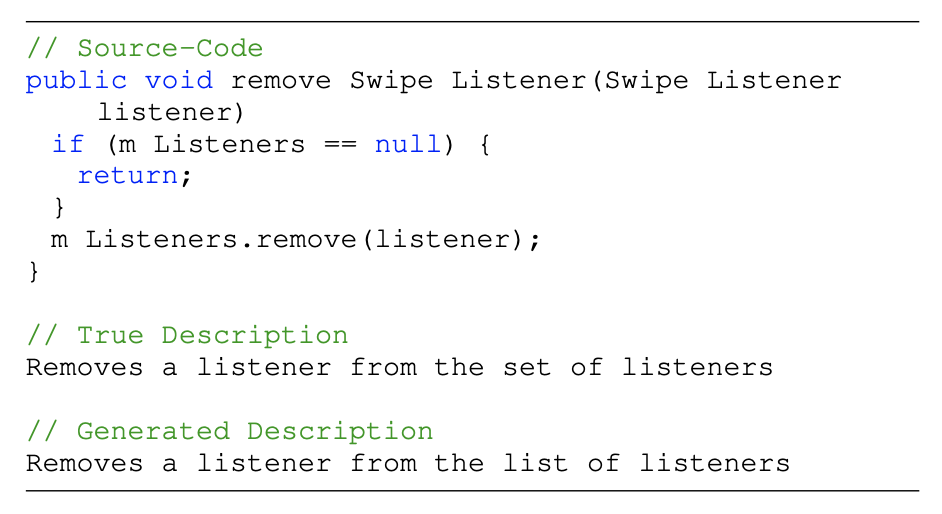 // Source-Code
public void remove Swipe Listener(Swipe Listener
listener)
if (m Listeners == null) {
return;
}
m Listeners.remove(listener);
}
// True Description
Removes a listener from the set of listeners
// Generated Description
Removes a listener from the list of listeners